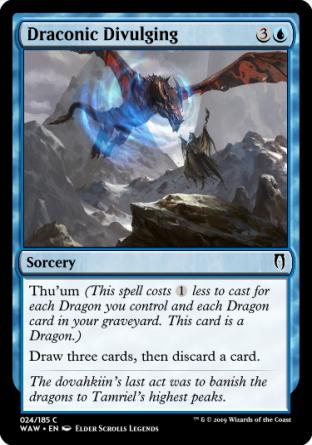 Draconic Divulging 3
Sorcery
Thu'um (This spell costs 1 less to cast for
each Dragon you control and each Dragon
card in your graveyard. This card is a
Dragon.)
Draw three cards, then discard a card.
The dovahkiin's last act was to banish the
dragons to Tamriel's highest peaks.
024/185 C
WAW • EN ELDER SCROLLS LEGENDS
™ & © 2019 Wizards of the Coast